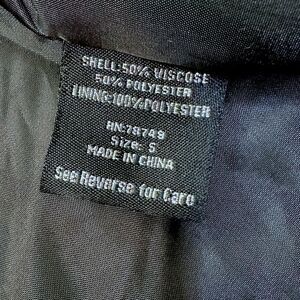 SHELL:50% VISCOSE
50% POLYESTER
LINING:100%POLYESTER
RN:78749
Size: S
MADE IN CHINA
See Reverse for Care